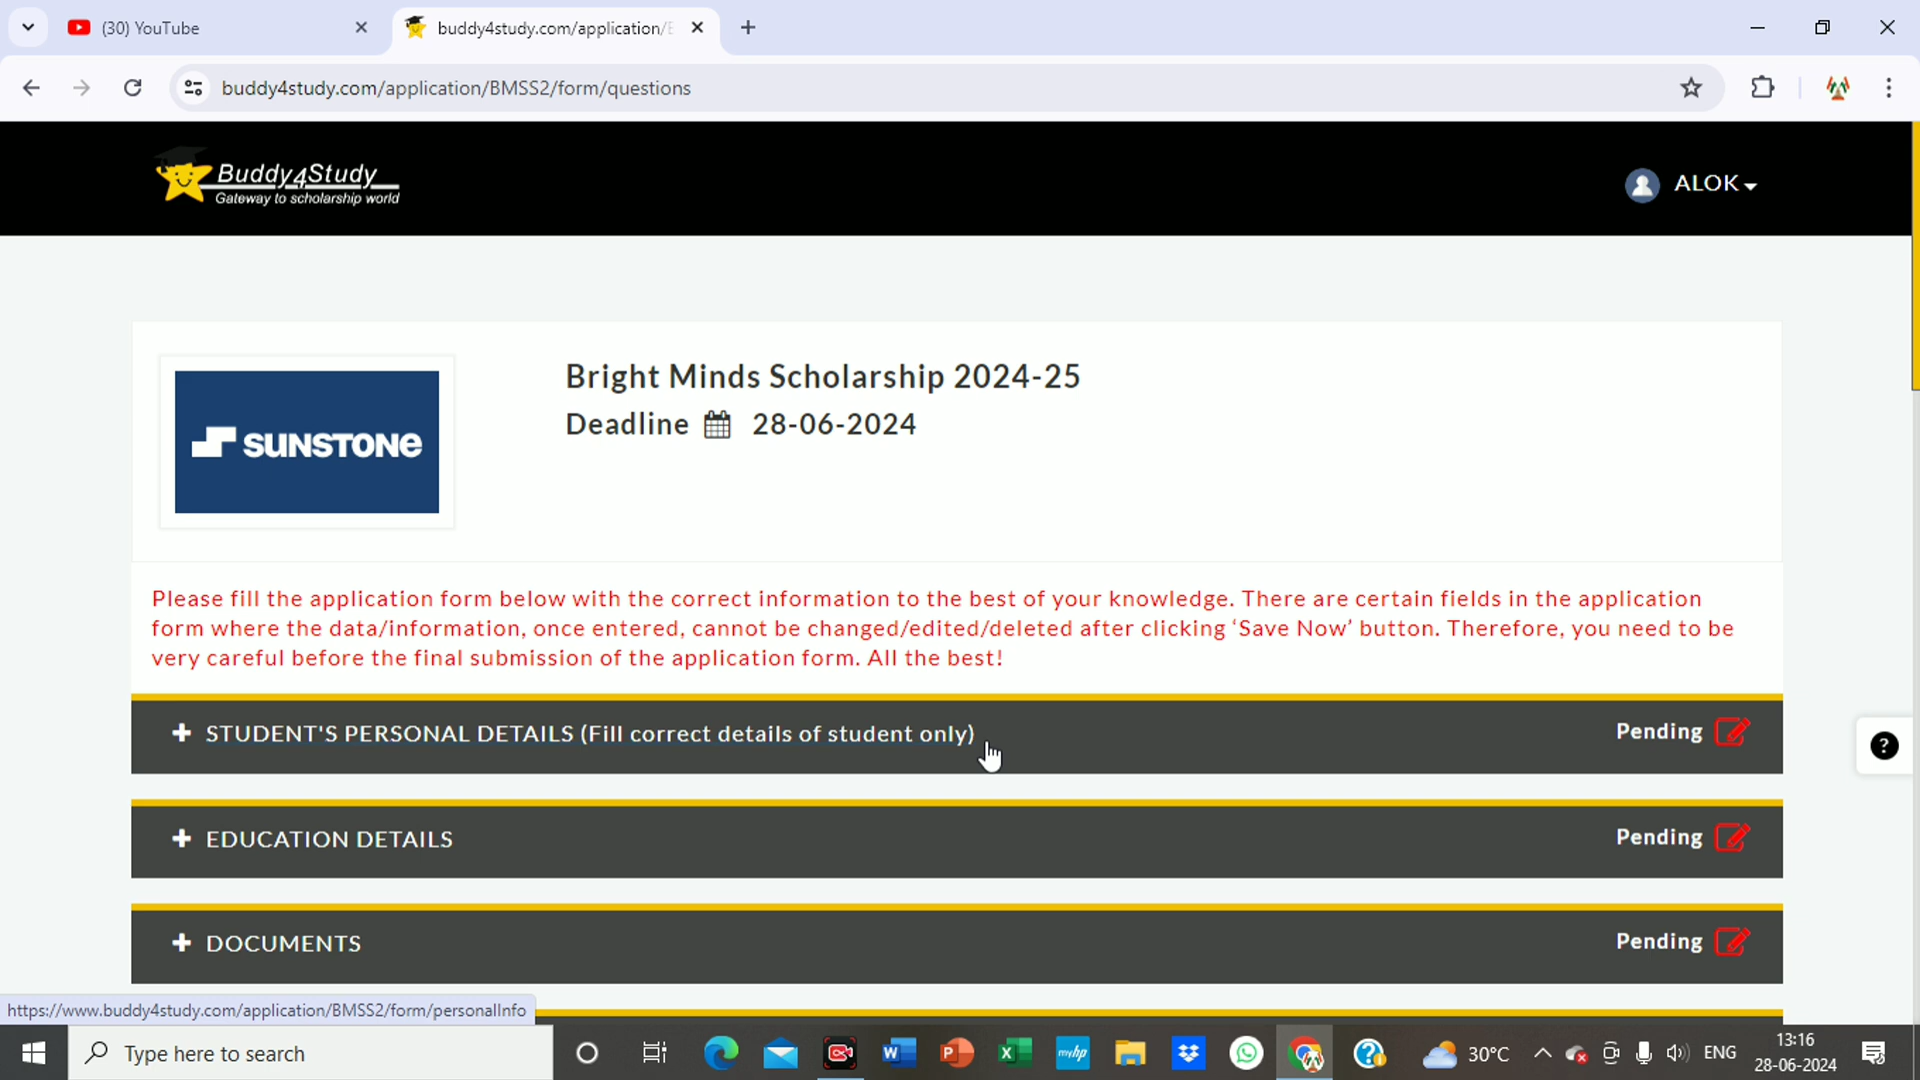 (30) YouTube
buddy4study.com/application/
buddy4study.com/application/BMSS2/form/questions
Buddy4Study
Gateway to scholarship world
ALOK
SUNSTONE
Bright Minds Scholarship 2024-25
Deadline 28-06-2024
Please fill the application form below with the correct information to the best of your knowledge. There are certain fields in the application
form where the data/information, once entered, cannot be changed/edited/deleted after clicking ‘Save Now’ button. Therefore, you need to be
very careful before the final submission of the application form. All the best!
STUDENT'S PERSONAL DETAILS (Fill correct details of student only) Pending
EDUCATION DETAILS Pending
DOCUMENTS Pending
https://www.buddy4study.com/application/BMSS2/form/personalInfo
Type here to search
30°C
ENG
13:16
28-06-2024